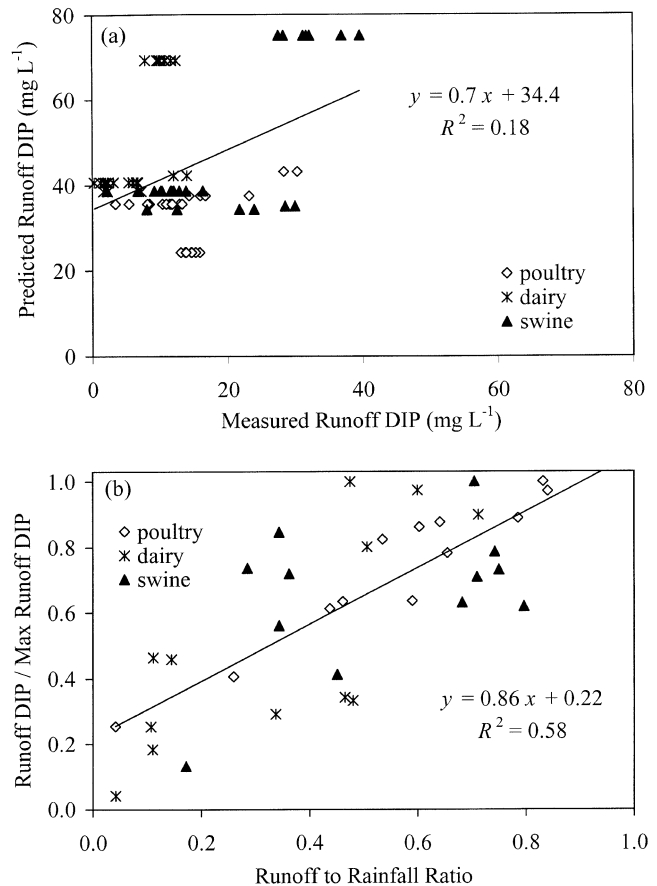 (a)
80
60
40
20
0
Predicted Runoff DIP (mg L⁻¹)
y = 0.7 x + 34.4
R² = 0.18
poultry
dairy
swine
0 20 40 60 80
Measured Runoff DIP (mg L⁻¹)
(b)
1.0
0.8
0.6
0.4
0.2
0.0
Runoff DIP / Max Runoff DIP
poultry
dairy
swine
y = 0.86 x + 0.22
R² = 0.58
0.0 0.2 0.4 0.6 0.8 1.0
Runoff to Rainfall Ratio